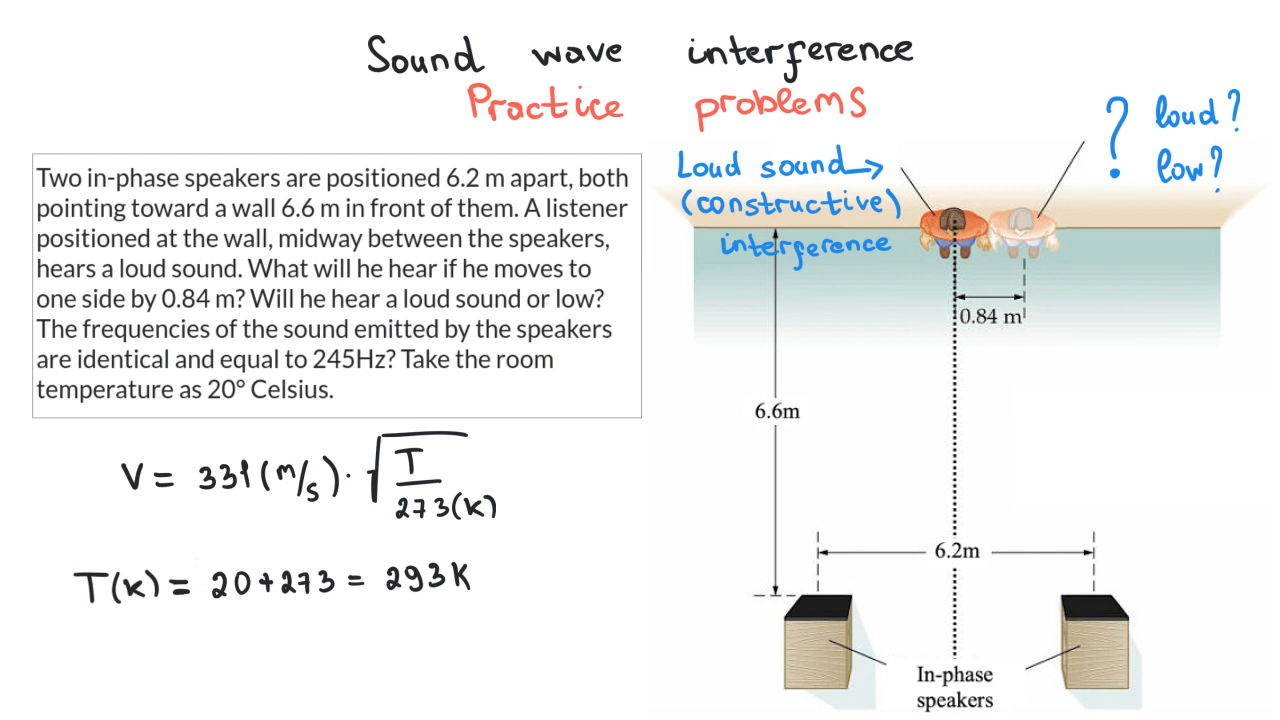 Sound wave interference
Practice problems
Two in-phase speakers are positioned 6.2 m apart, both
pointing toward a wall 6.6 m in front of them. A listener
positioned at the wall, midway between the speakers,
hears a loud sound. What will he hear if he moves to
one side by 0.84 m? Will he hear a loud sound or low?
The frequencies of the sound emitted by the speakers
are identical and equal to 245Hz? Take the room
temperature as 20° Celsius.
V = 331 (m/s) · √(T / 273(K))
T(K) = 20 + 273 = 293K
Loud sound →
(constructive)
interference
? loud?
low?
0.84 m
6.6m
6.2m
In-phase
speakers